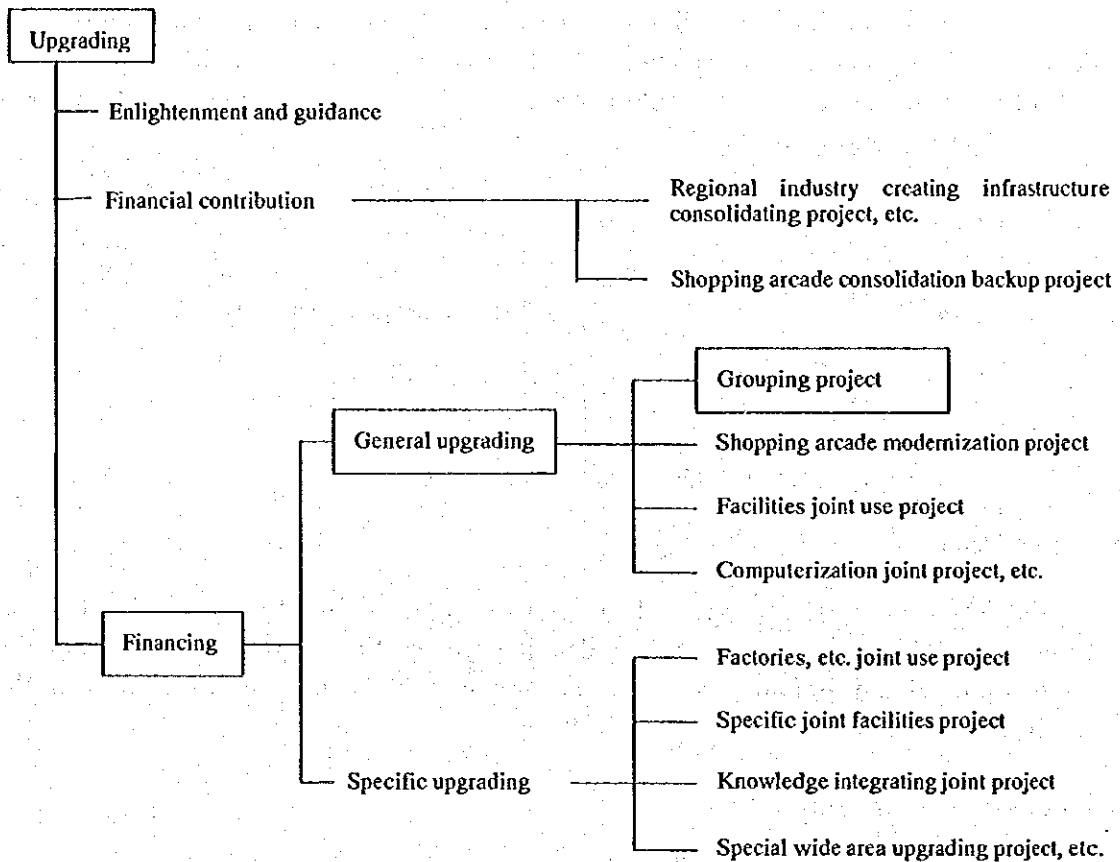 Upgrading
Enlightenment and guidance
Financial contribution
Regional industry creating infrastructure
consolidating project, etc.
Shopping arcade consolidation backup project
Grouping project
General upgrading
Shopping arcade modernization project
Facilities joint use project
Computerization joint project, etc.
Financing
Factories, etc. joint use project
Specific joint facilities project
Specific upgrading
Knowledge integrating joint project
Special wide area upgrading project, etc.